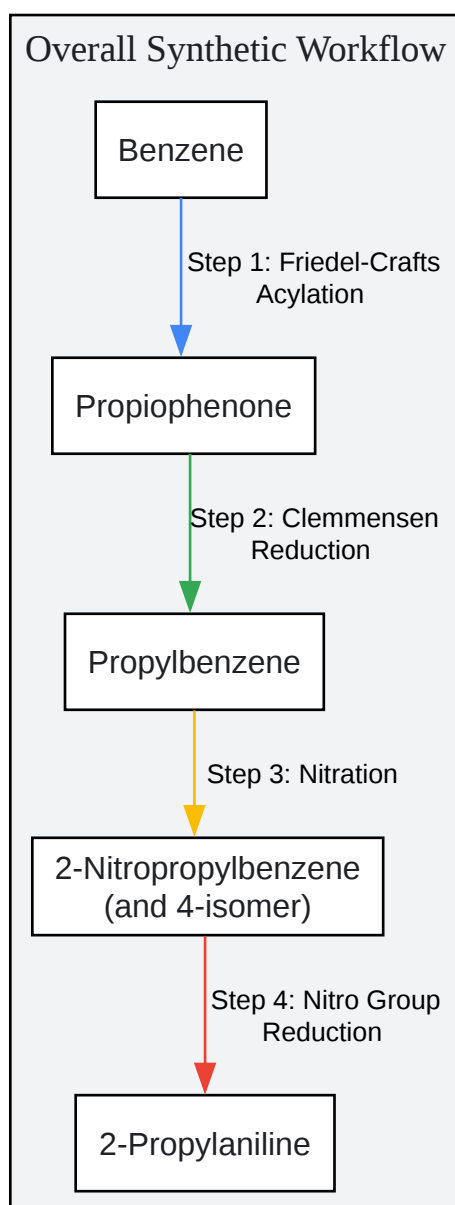 Overall Synthetic Workflow
Benzene
Step 1: Friedel-Crafts
Acylation
Propiophenone
Step 2: Clemmensen
Reduction
Propylbenzene
Step 3: Nitration
2-Nitropropylbenzene
(and 4-isomer)
Step 4: Nitro Group
Reduction
2-Propylaniline